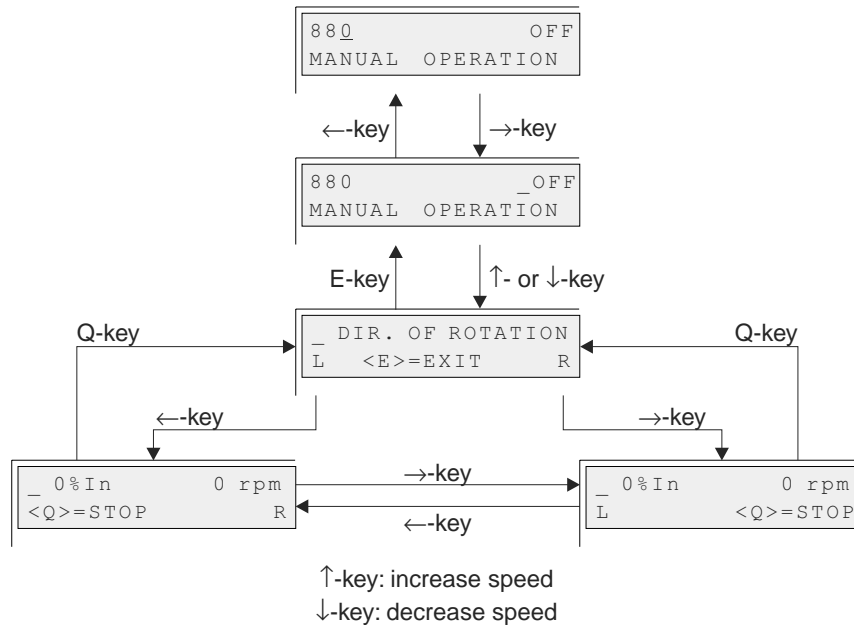 880 OFF
MANUAL OPERATION
←-key →-key
880 _OFF
MANUAL OPERATION
E-key ↑- or ↓-key
_ DIR. OF ROTATION
L <E>=EXIT R
Q-key Q-key
←-key →-key
_ 0%In 0 rpm
<Q>=STOP R
→-key
←-key
_ 0%In 0 rpm
L <Q>=STOP
↑-key: increase speed
↓-key: decrease speed